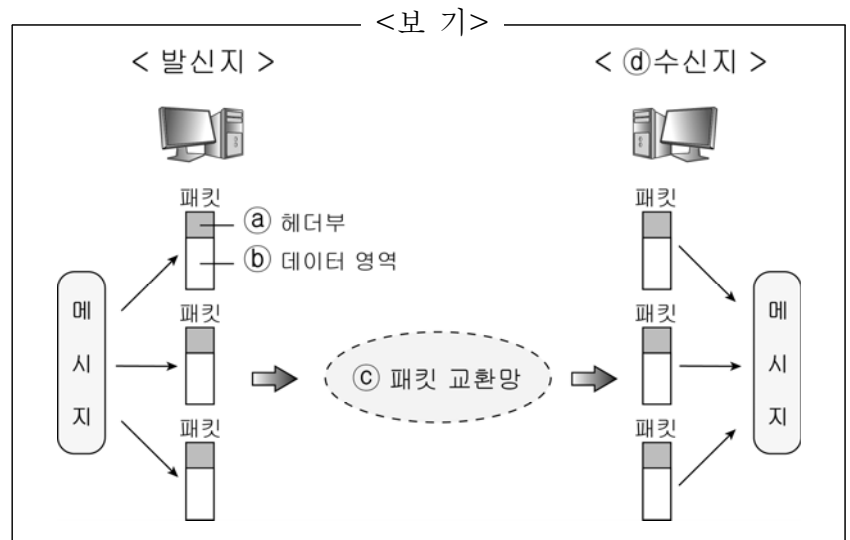 <보 기>
< 발신지 >
< ⓓ수신지 >
패킷
패킷
ⓐ 헤더부
ⓑ 데이터 영역
메
시
지
패킷
패킷
ⓒ 패킷 교환망
메
시
지
패킷
패킷